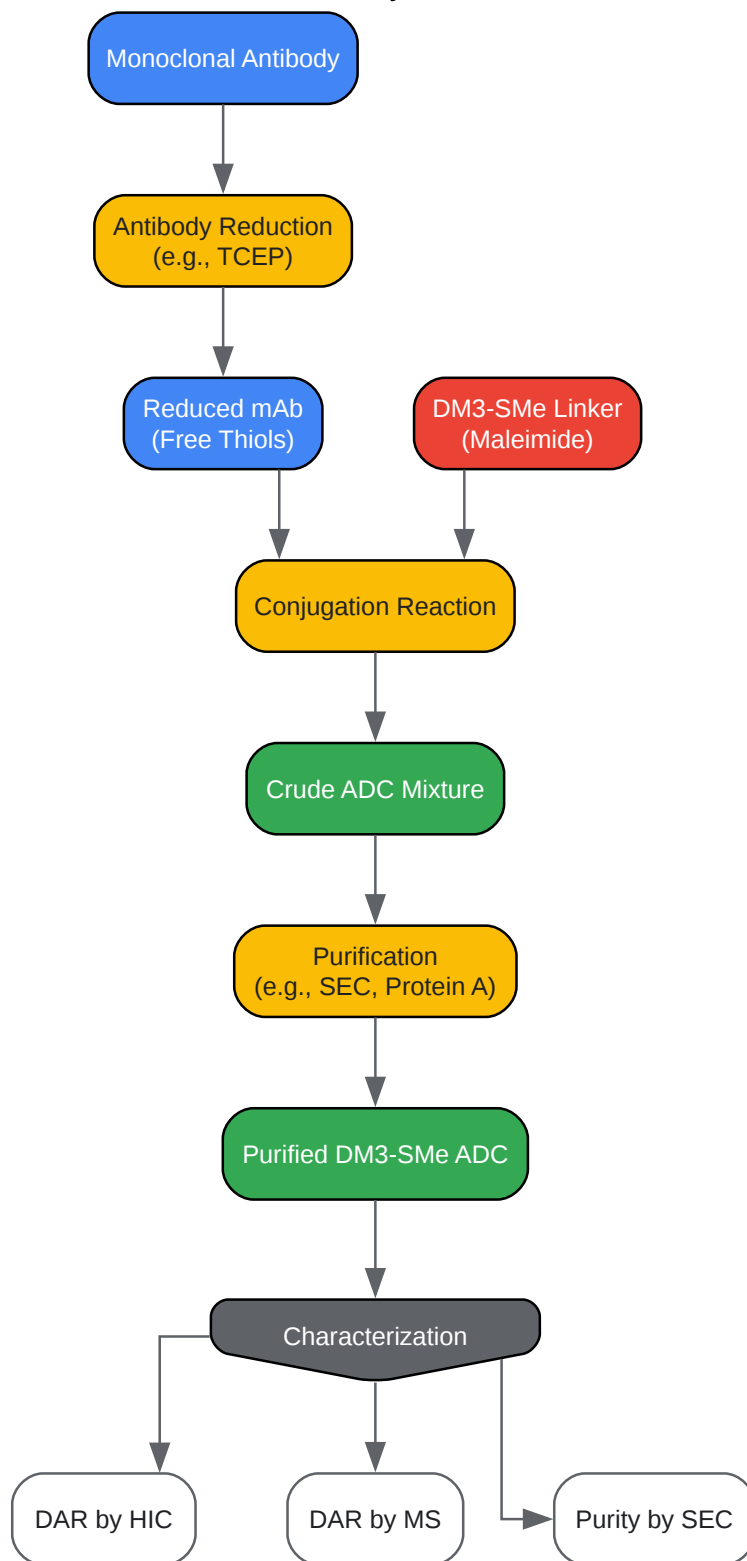 Monoclonal Antibody
Antibody Reduction
(e.g., TCEP)
Reduced mAb
(Free Thiols)
DM3-SMe Linker
(Maleimide)
Conjugation Reaction
Crude ADC Mixture
Purification
(e.g., SEC, Protein A)
Purified DM3-SMe ADC
Characterization
DAR by HIC
DAR by MS
Purity by SEC